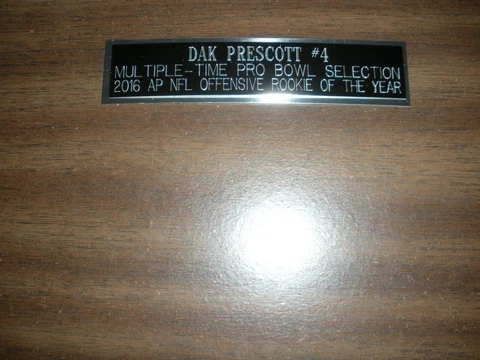 DAK PRESCOTT #4
MULTIPLE-TIME PRO BOWL SELECTION
2016 AP NFL OFFENSIVE ROOKIE OF THE YEAR